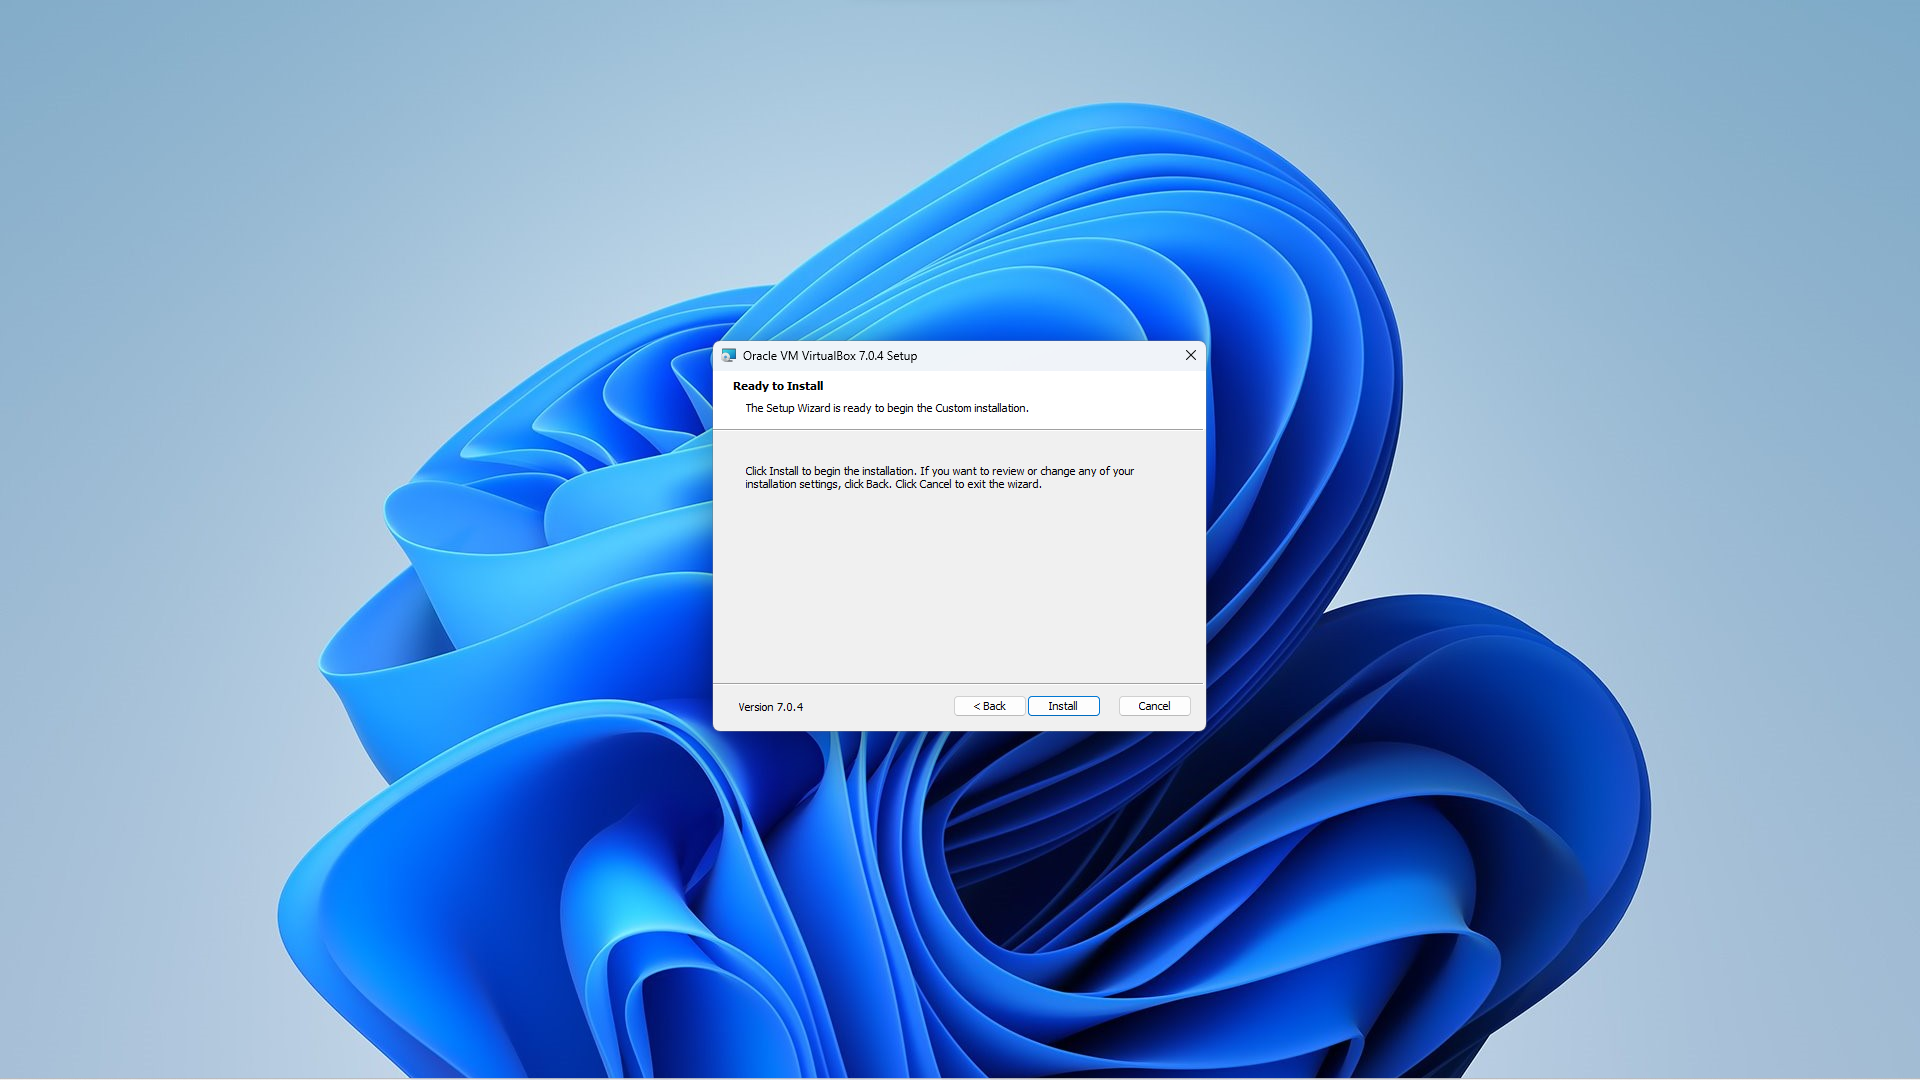 Oracle VM VirtualBox 7.0.4 Setup
Ready to Install
The Setup Wizard is ready to begin the Custom installation.
Click Install to begin the installation. If you want to review or change any of your
installation settings, click Back. Click Cancel to exit the wizard.
Version 7.0.4
< Back
Install
Cancel